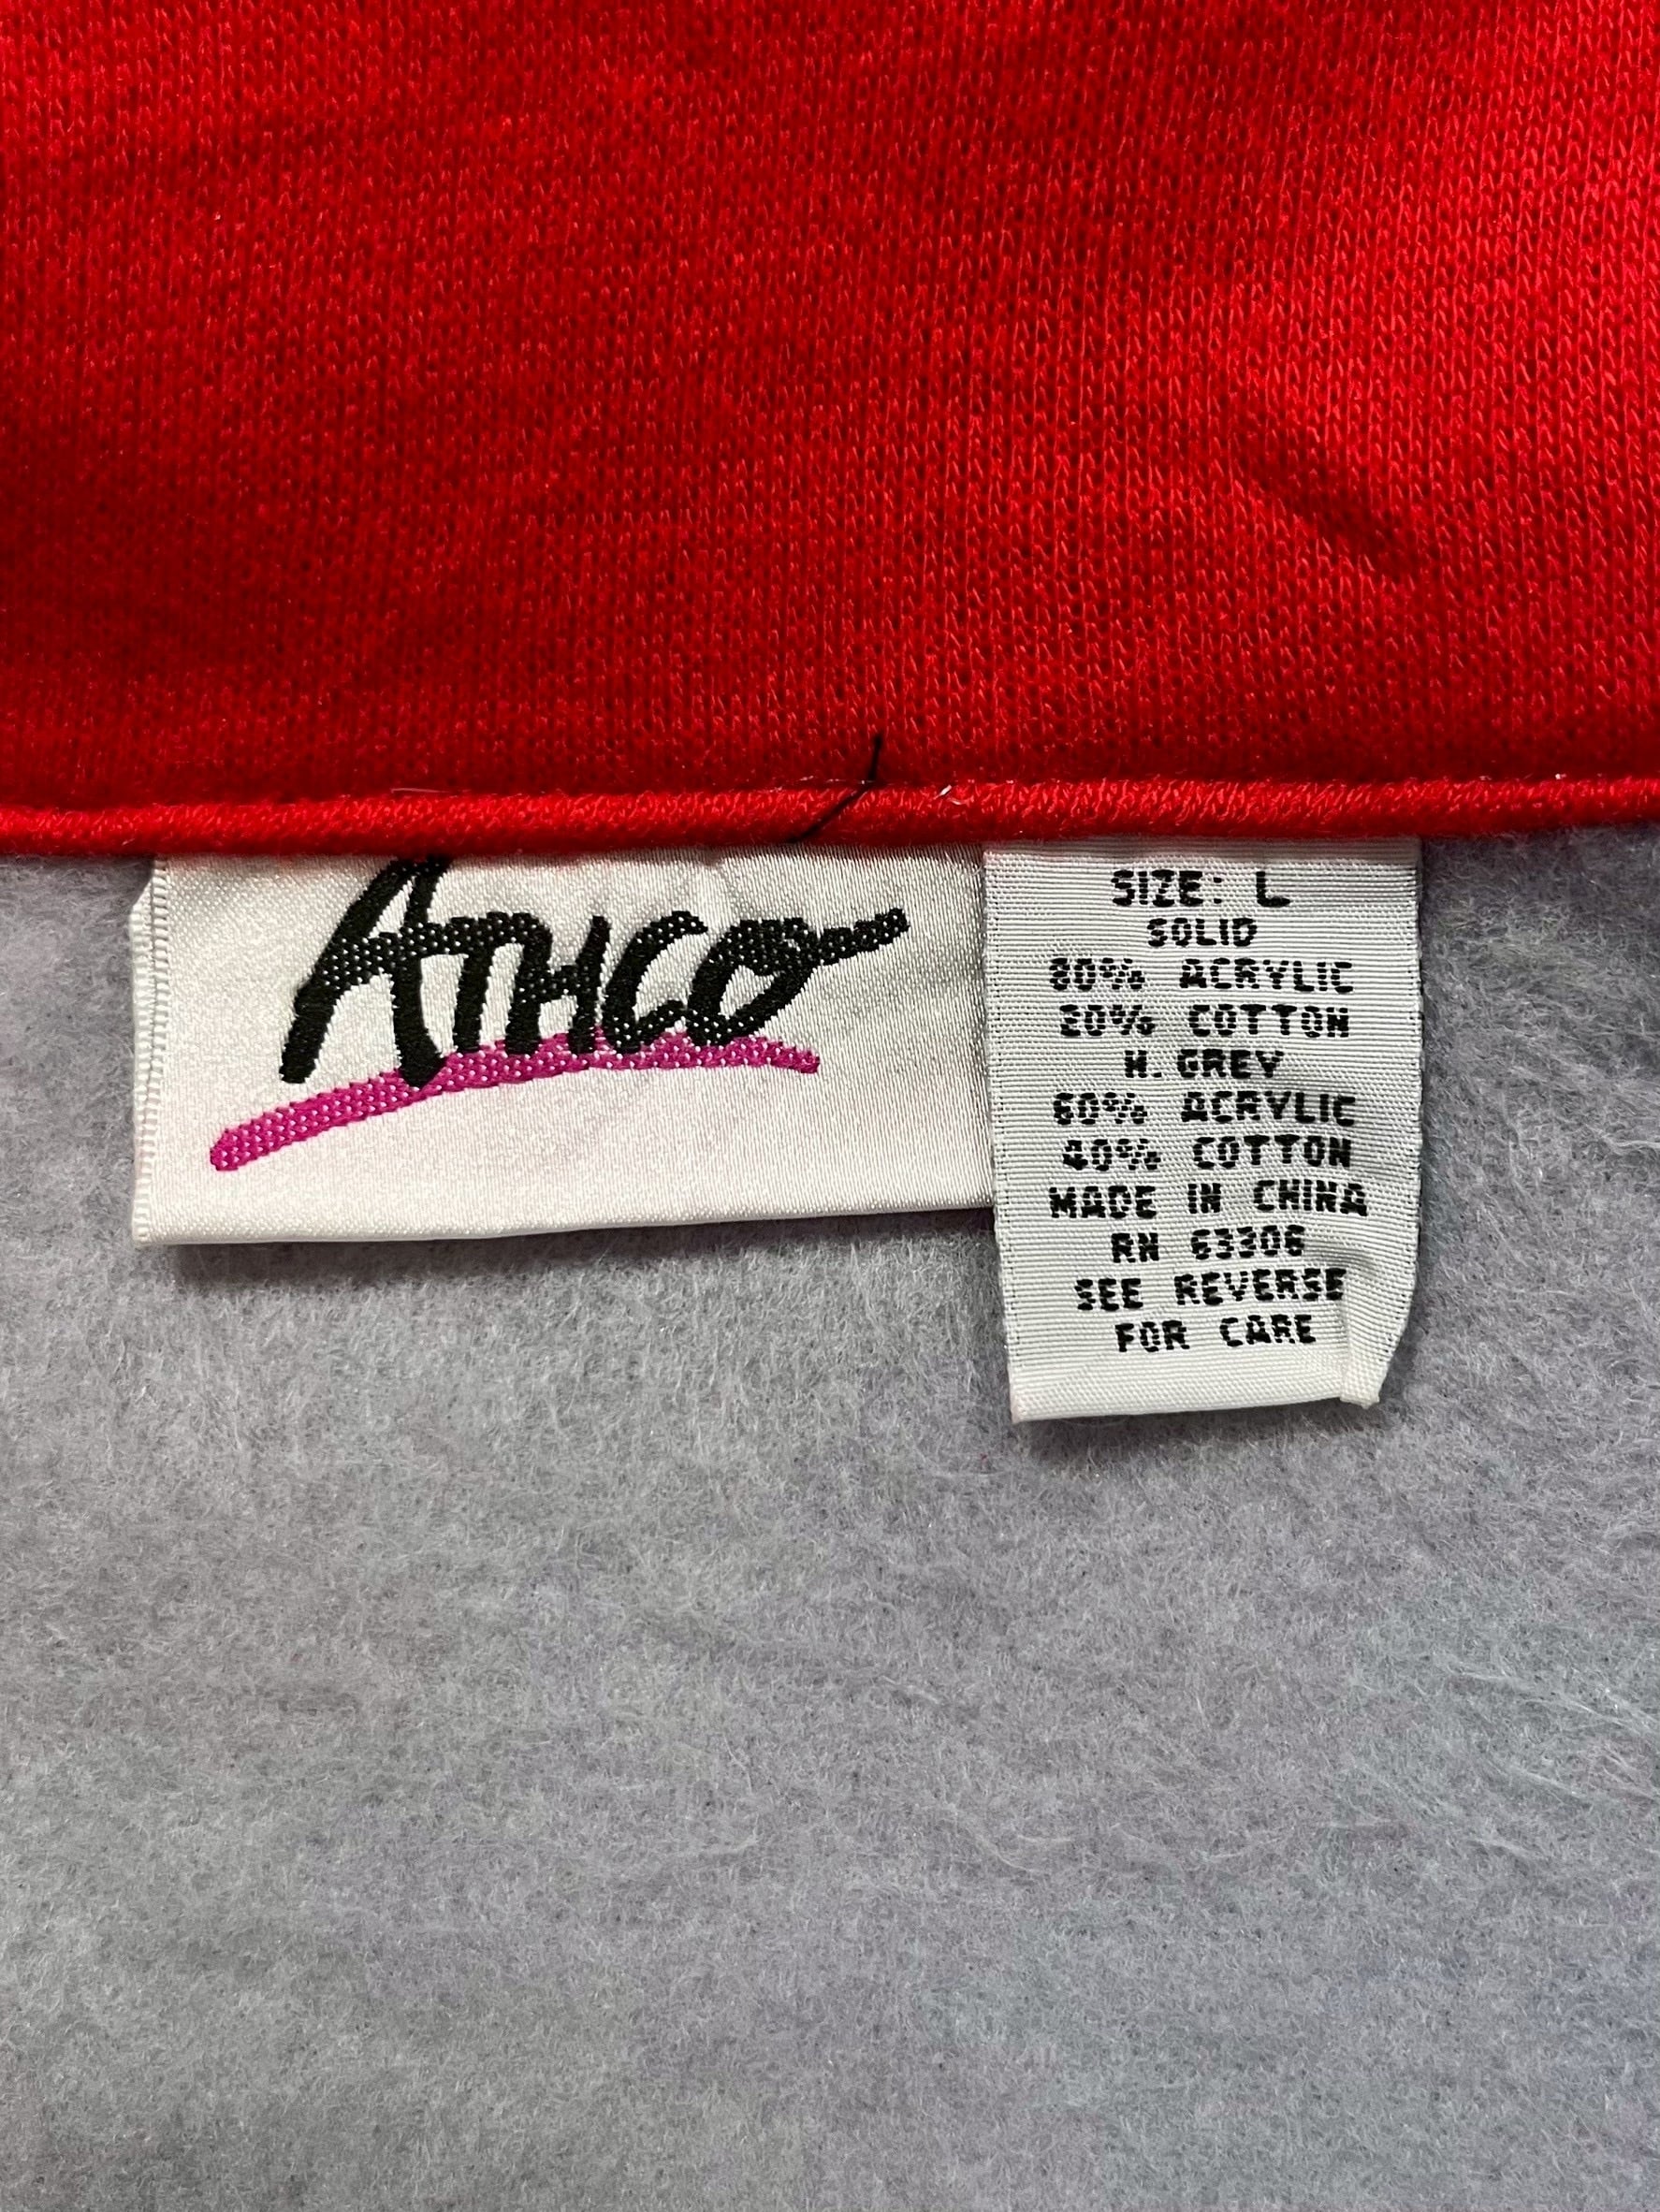 ATHCO
SIZE: L
SOLID
80% ACRYLIC
20% COTTON
H. GREY
60% ACRYLIC
40% COTTON
MADE IN CHINA
RN 63306
SEE REVERSE
FOR CARE